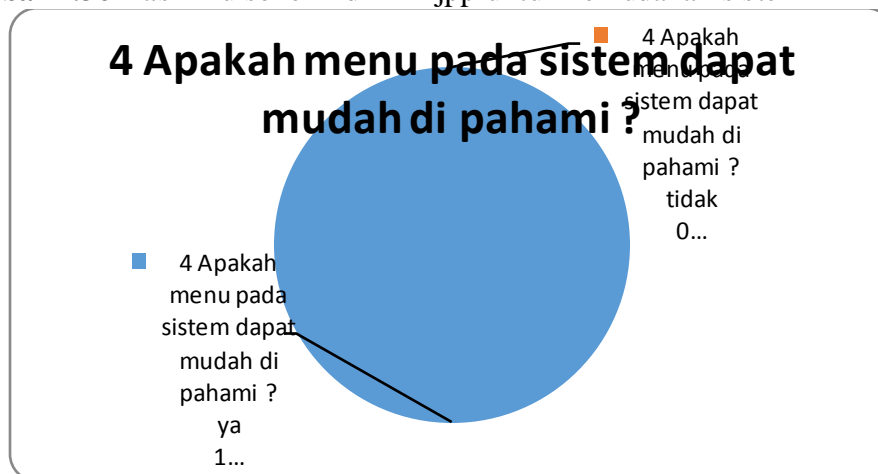 4 Apakah menu pada sistem dapat
mudah di pahami ?
4 Apakah
menu pada
sistem dapat
mudah di
pahami ?
tidak
0...
4 Apakah
menu pada
sistem dapat
mudah di
pahami ?
ya
1...